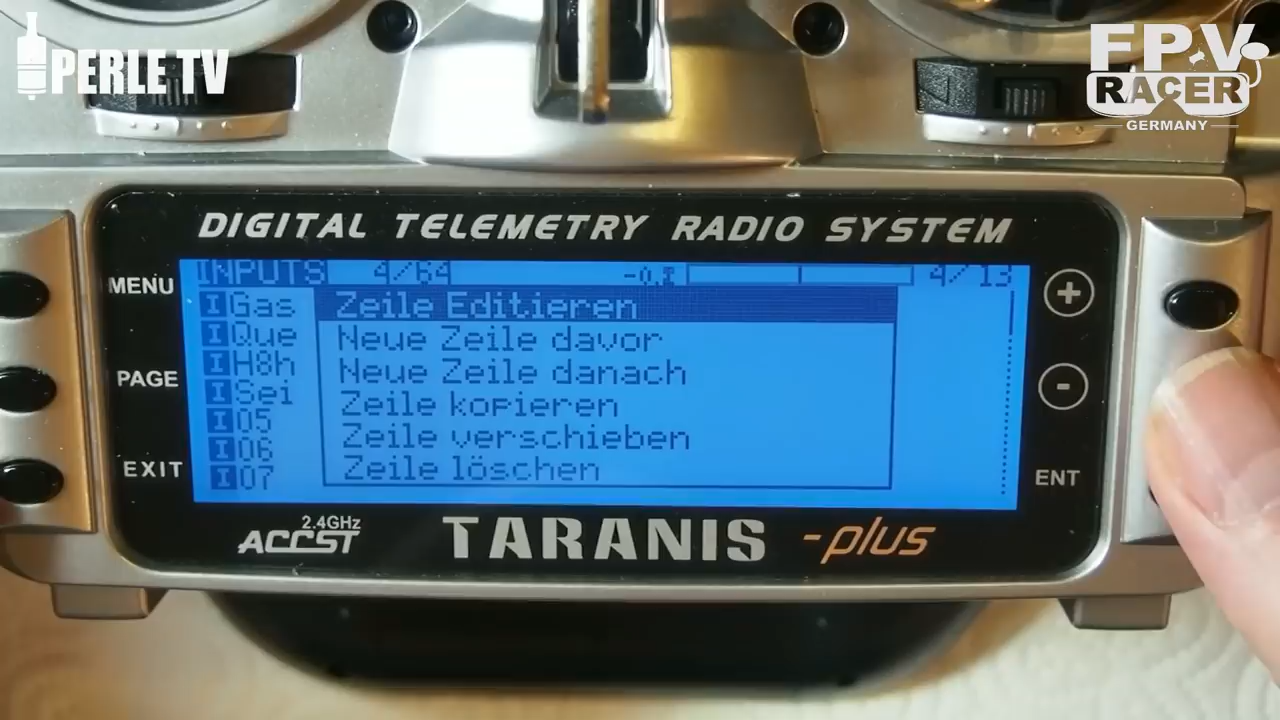 PERLE TV
FPV
RACER
GERMANY
DIGITAL TELEMETRY RADIO SYSTEM
MENU
PAGE
EXIT
INPUTS 4/64 4/13
IGas
IQue
IH8h
ISei
I05
I06
I07
Zeile Editieren
Neue Zeile davor
Neue Zeile danach
Zeile kopieren
Zeile verschieben
Zeile löschen
+
-
ENT
2.4GHz
ACCST
TARANIS -plus